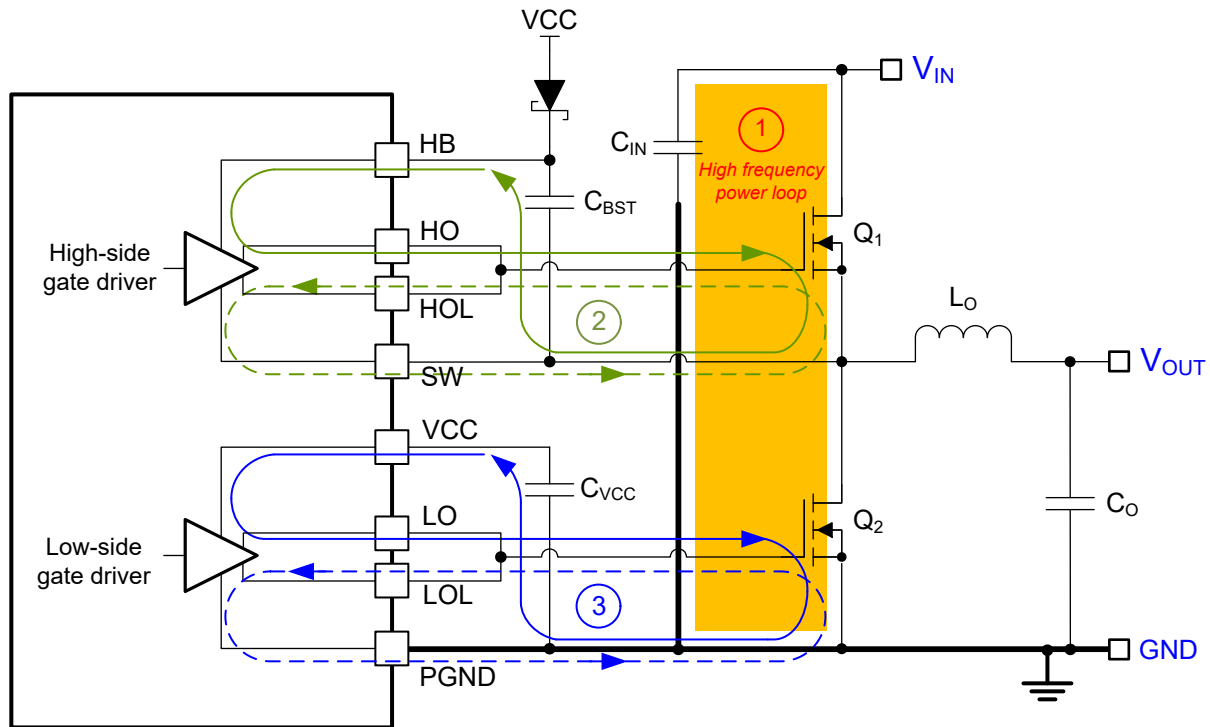 VCC
V_IN
HB
C_IN
1
High frequency
power loop
C_BST
HO
Q_1
High-side
gate driver
HOL
2
L_O
SW
V_OUT
VCC
C_VCC
LO
Q_2
C_O
Low-side
gate driver
LOL
3
PGND
GND